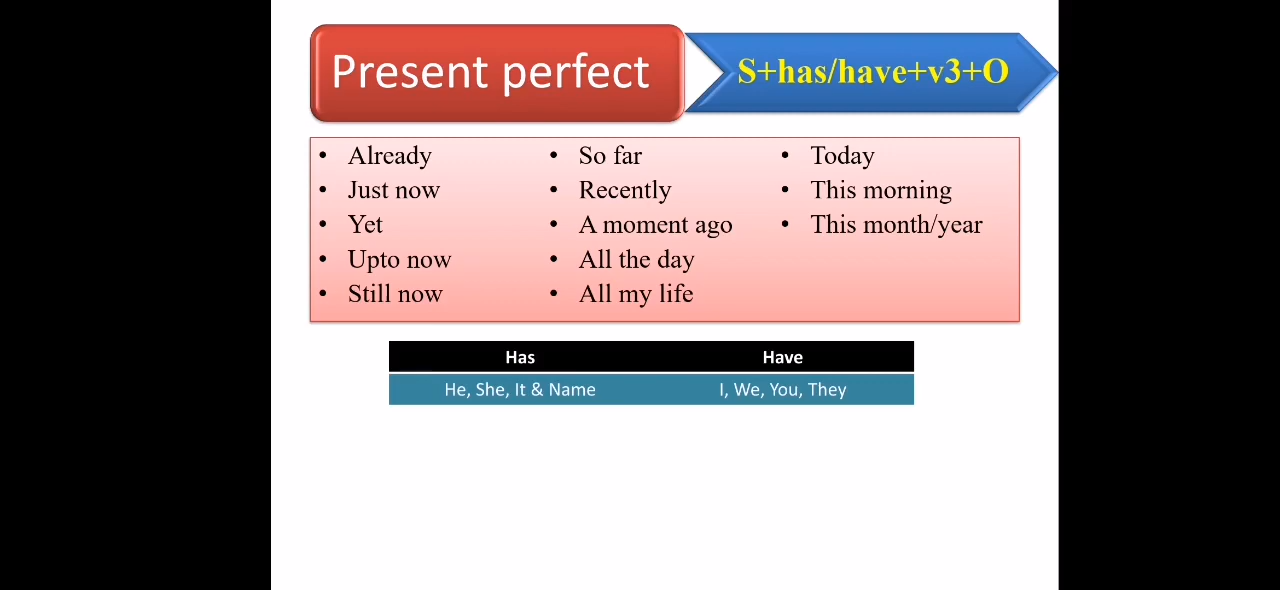 Present perfect
S+has/have+v3+O
• Already
• Just now
• Yet
• Upto now
• Still now
• So far
• Recently
• A moment ago
• All the day
• All my life
• Today
• This morning
• This month/year
Has Have
He, She, It & Name I, We, You, They